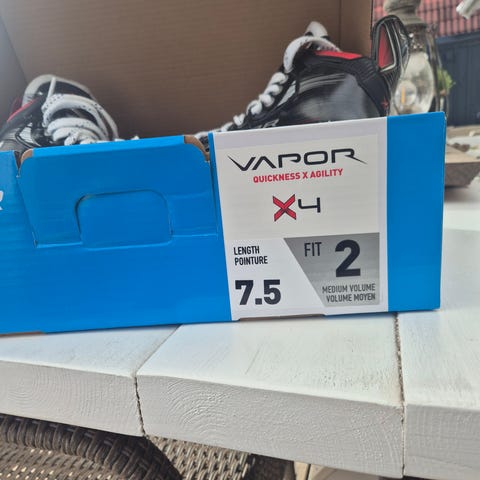 VAPOR
QUICKNESS X AGILITY
X4
LENGTH
POINTURE
7.5
FIT 2
MEDIUM VOLUME
VOLUME MOYEN